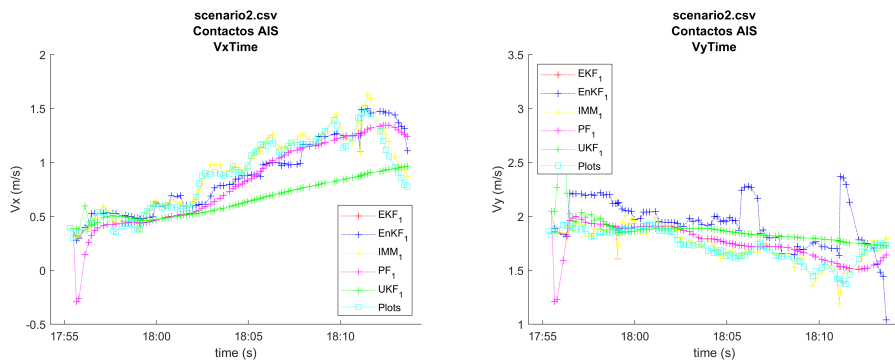 scenario2.csv
Contactos AIS
VxTime
2
1.5
1
0.5
0
-0.5
Vx (m/s)
17:55
18:00
18:05
18:10
time (s)
EKF1
EnKF1
IMM1
PF1
UKF1
Plots
scenario2.csv
Contactos AIS
VyTime
3.5
3
2.5
2
1.5
1
Vy (m/s)
17:55
18:00
18:05
18:10
time (s)
EKF1
EnKF1
IMM1
PF1
UKF1
Plots